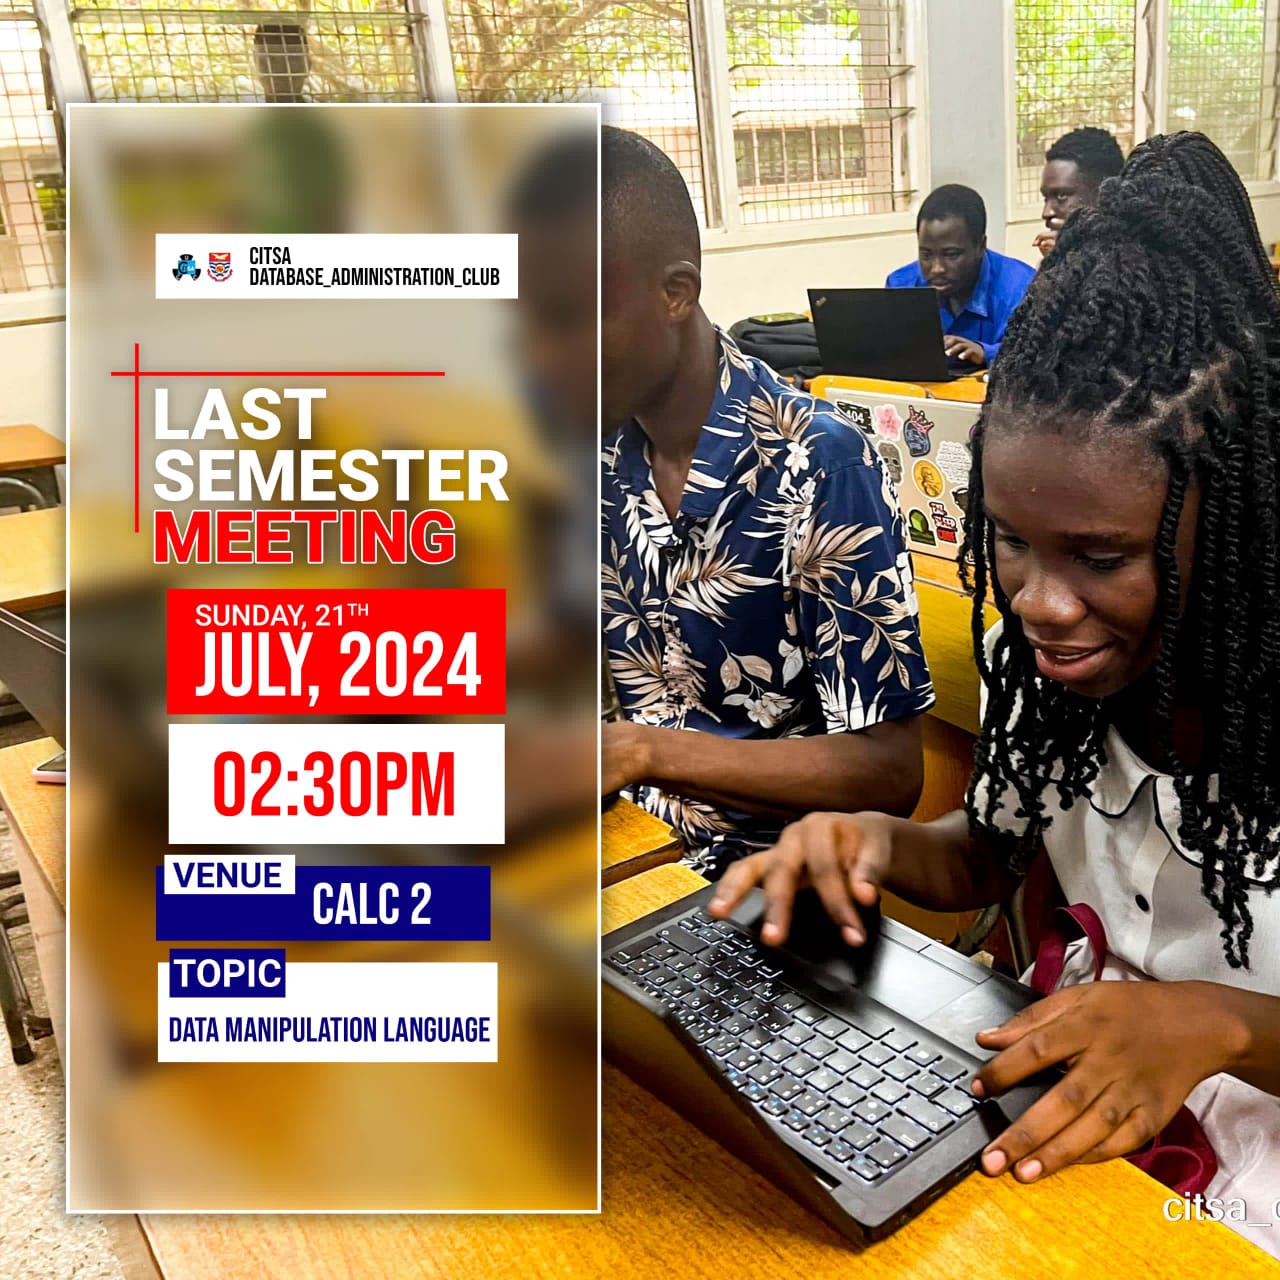 CITSA
DATABASE_ADMINISTRATION_CLUB
LAST
SEMESTER
MEETING
SUNDAY, 21TH
JULY, 2024
02:30PM
VENUE
CALC 2
TOPIC
DATA MANIPULATION LANGUAGE
404
citsa_